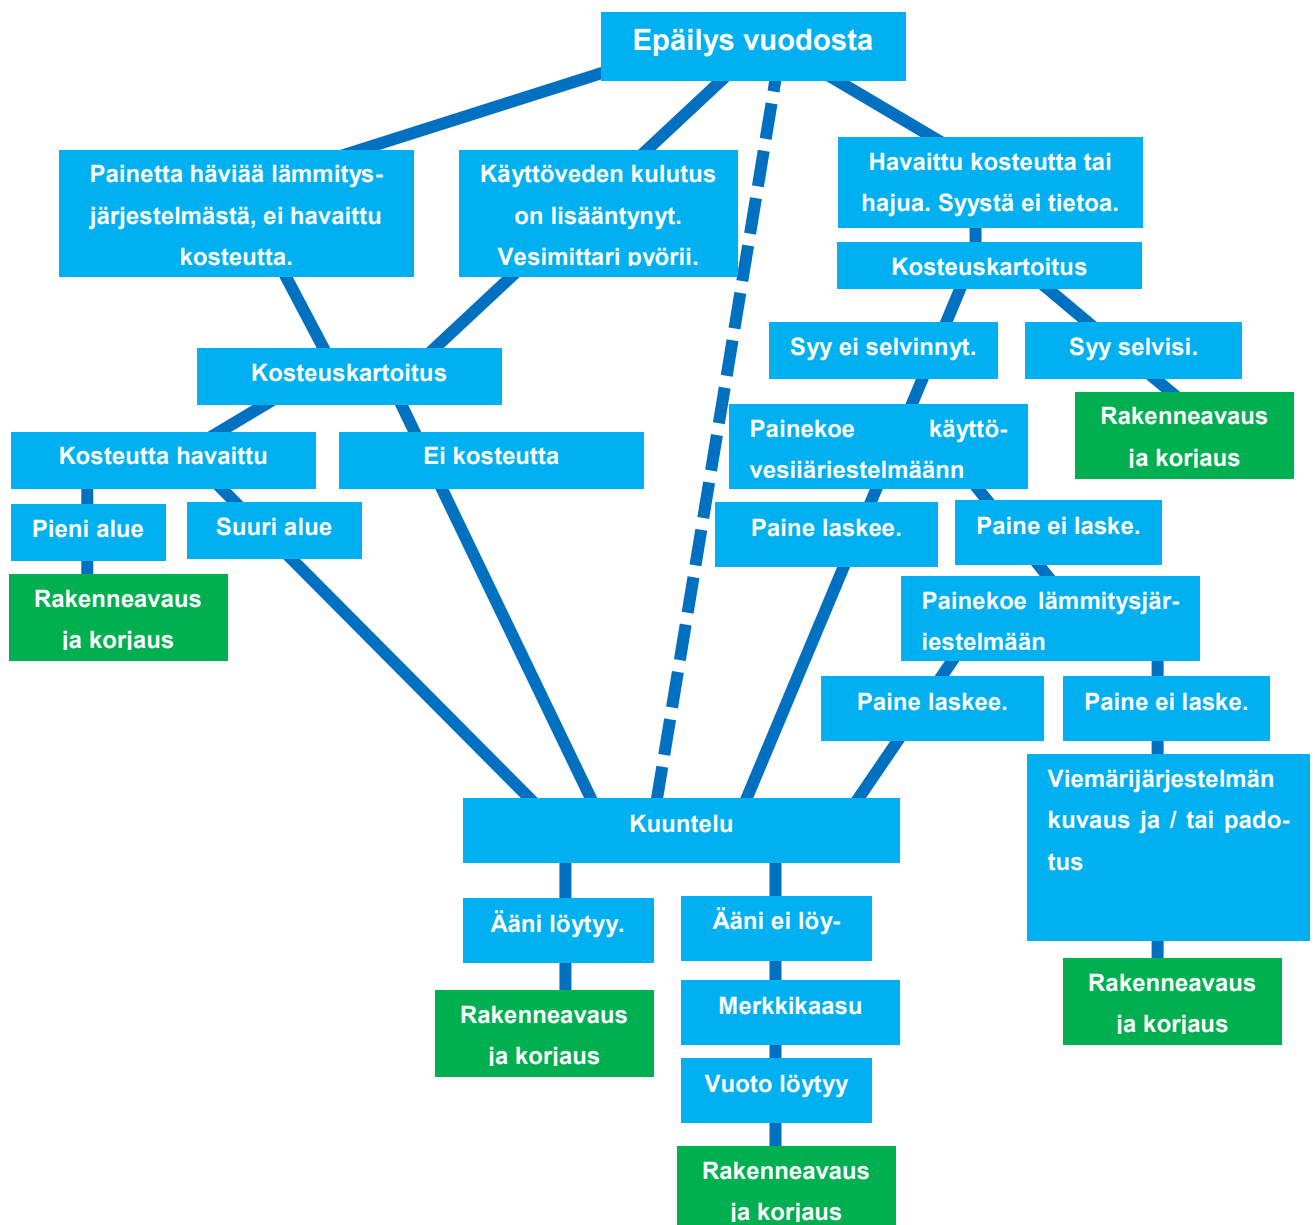 Epäilys vuodosta
Painetta häviää lämmitys-
järjestelmästä, ei havaittu
kosteutta.
Käyttöveden kulutus
on lisääntynyt.
Vesimittari pyörii.
Havaittu kosteutta tai
hajua. Syystä ei tietoa.
Kosteuskartoitus
Syy ei selvinnyt.
Syy selvisi.
Rakenneavaus
ja korjaus
Kosteuskartoitus
Kosteutta havaittu
Ei kosteutta
Pieni alue
Suuri alue
Rakenneavaus
ja korjaus
Painekoe käyttö-
vesijärjestelmäänn
Paine laskee.
Paine ei laske.
Painekoe lämmitysjär-
jestelmään
Paine laskee.
Paine ei laske.
Viemärijärjestelmän
kuvaus ja / tai pado-
tus
Rakenneavaus
ja korjaus
Kuuntelu
Ääni löytyy.
Rakenneavaus
ja korjaus
Ääni ei löy-
Merkkikaasu
Vuoto löytyy
Rakenneavaus
ja korjaus